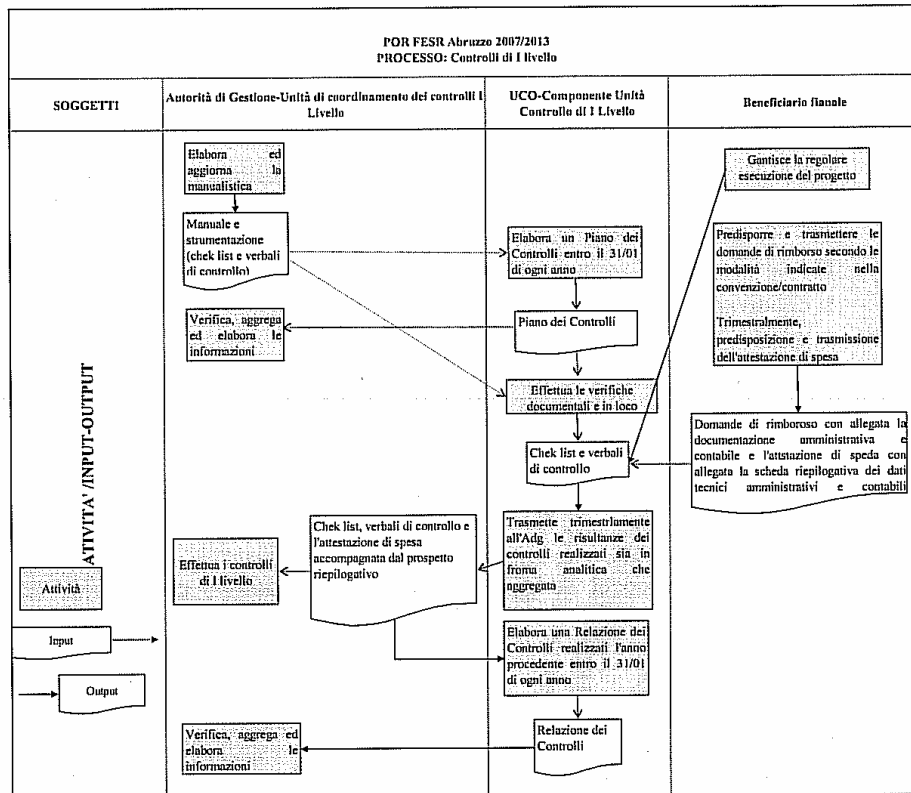 POR FESR Abruzzo 2007/2013
PROCESSO: Controlli di I livello
SOGGETTI
Autorità di Gestione-Unità di coordinamento dei controlli I
Livello
UCO-Componente Unità
Controllo di I Livello
Beneficiario fianale
ATIVITA' /INPUT-OUTPUT
Elabora ed
aggiorna la
manualistica
Manuale e
strumentazione
(chek list e verbali
di controllo)
Verifica, aggrega
ed elabora le
informazioni
Elabora un Piano dei
Controlli entro il 31/01
di ogni anno
Piano dei Controlli
Effettua le verifiche
documentali e in loco
Chek list e verbali
di controllo
Gantisce la regolare
esecuzione del progetto
Predisporre e trasmettere le
domande di rimborso secondo le
modalità indicate nella
convenzione/contratto
Trimestralmente,
predisposizione e trasmissione
dell'attestazione di spesa
Domande di rimboroso con allegata la
documentazione amministrativa e
contabile e l'attstazione di speda con
allegata la scheda riepilogativa dei dati
tecnici amministrativi e contabili
Trasmette trimestrlamente
all'Adg le risultanze dei
controlli realizzati sia in
froma analitica che
aggregata
Chek list, verbali di controllo e
l'attestazione di spesa
accompagnata dal prospetto
riepilogativo
Effettua i controlli
di I livello
Elabora una Relazione dei
Controlli realizzati l'anno
procedente entro il 31/01
di ogni anno
Relazione dei
Controlli
Verifica, aggrega ed
elabora le
informazioni
Attività
Input
Output